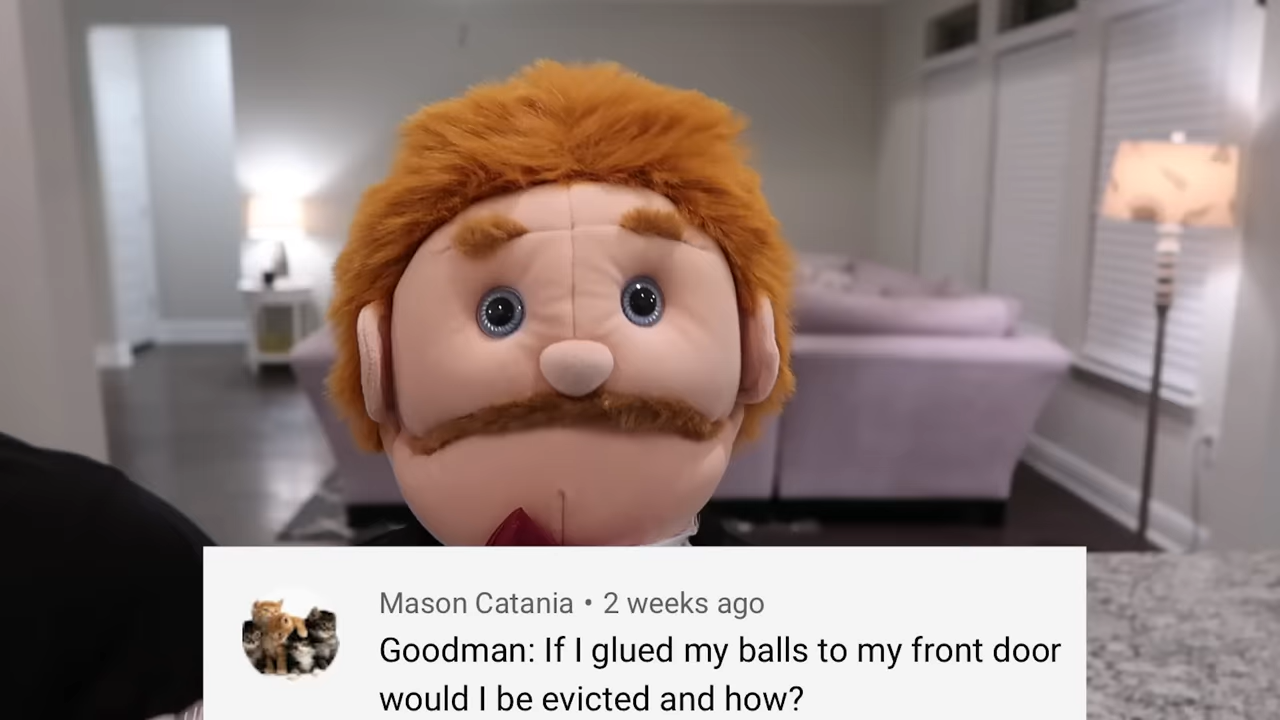 Mason Catania • 2 weeks ago
Goodman: If I glued my balls to my front door
would I be evicted and how?